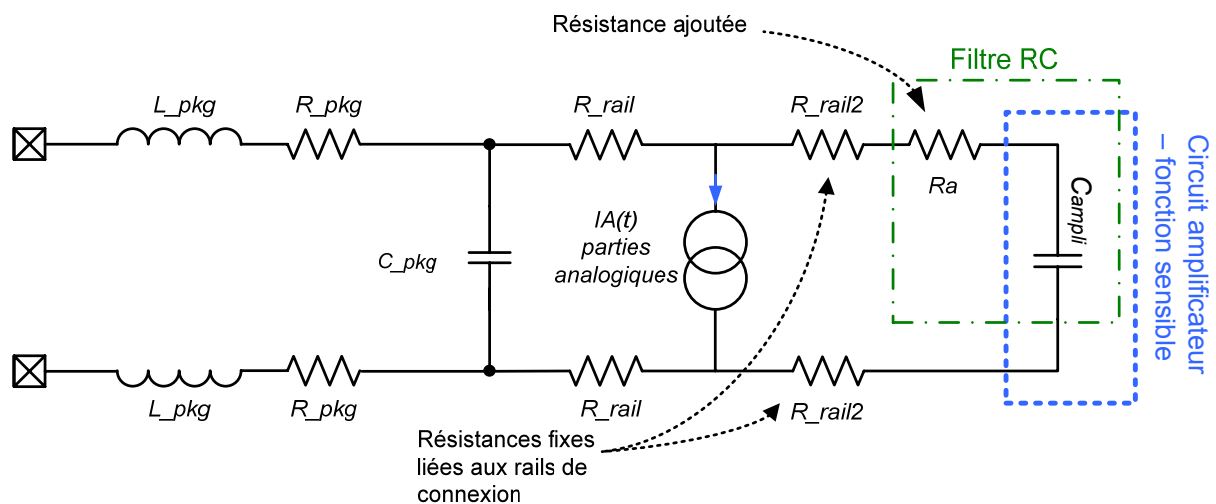 Résistance ajoutée
Filtre RC
L_pkg
R_pkg
R_rail
R_rail2
Ra
Campli
Circuit amplificateur
– fonction sensible
C_pkg
IA(t)
parties
analogiques
L_pkg
R_pkg
R_rail
R_rail2
Résistances fixes
liées aux rails de
connexion